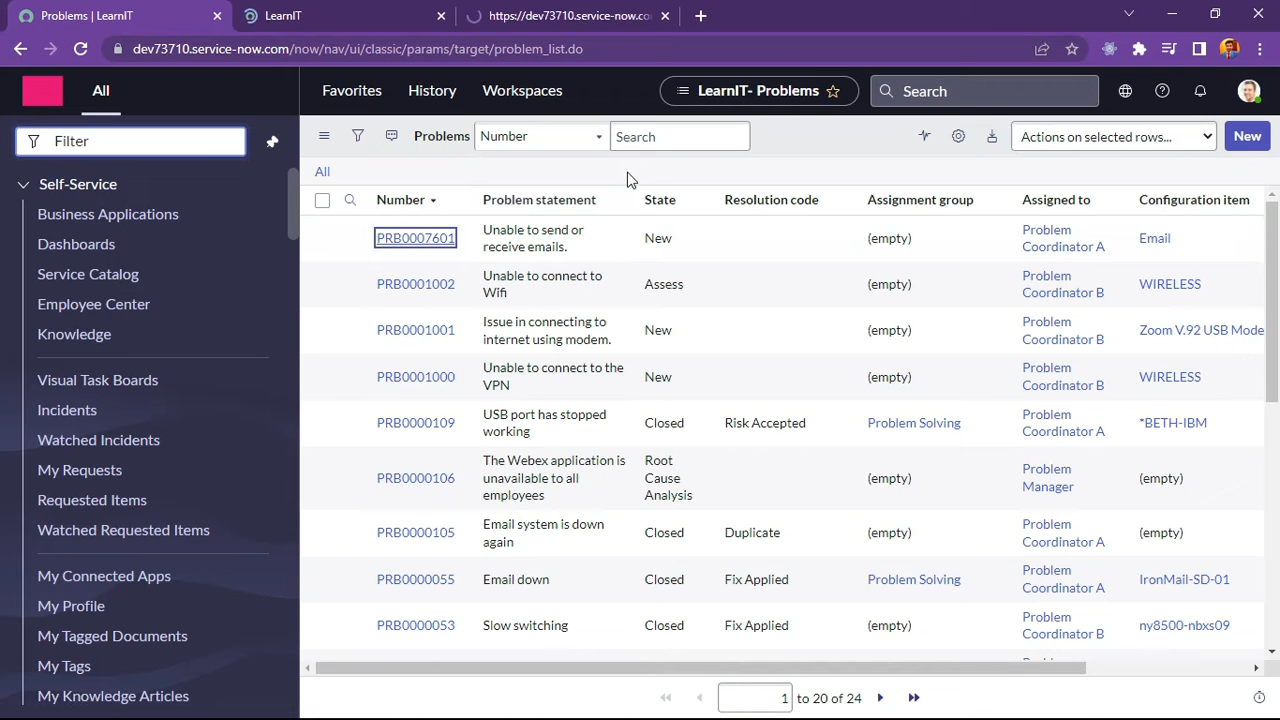 Problems | LearnIT
LearnIT
https://dev73710.service-now.co
dev73710.service-now.com/now/nav/ui/classic/params/target/problem_list.do
All
Favorites
History
Workspaces
LearnIT- Problems
Search
Filter
Problems
Number
Search
Actions on selected rows...
New
All
Self-Service
Business Applications
Dashboards
Service Catalog
Employee Center
Knowledge
Visual Task Boards
Incidents
Watched Incidents
My Requests
Requested Items
Watched Requested Items
My Connected Apps
My Profile
My Tagged Documents
My Tags
My Knowledge Articles
Number Problem statement State Resolution code Assignment group Assigned to Configuration item
PRB0007601 Unable to send or receive emails. New (empty) Problem Coordinator A Email
PRB0001002 Unable to connect to Wifi Assess (empty) Problem Coordinator B WIRELESS
PRB0001001 Issue in connecting to internet using modem. New (empty) Problem Coordinator B Zoom V.92 USB Mode
PRB0001000 Unable to connect to the VPN New (empty) Problem Coordinator B WIRELESS
PRB0000109 USB port has stopped working Closed Risk Accepted Problem Solving Problem Coordinator A *BETH-IBM
PRB0000106 The Webex application is unavailable to all employees Root Cause Analysis (empty) Problem Manager (empty)
PRB0000105 Email system is down again Closed Duplicate (empty) Problem Coordinator A (empty)
PRB0000055 Email down Closed Fix Applied Problem Solving Problem Coordinator A IronMail-SD-01
PRB0000053 Slow switching Closed Fix Applied (empty) Problem Coordinator B ny8500-nbxs09
1 to 20 of 24